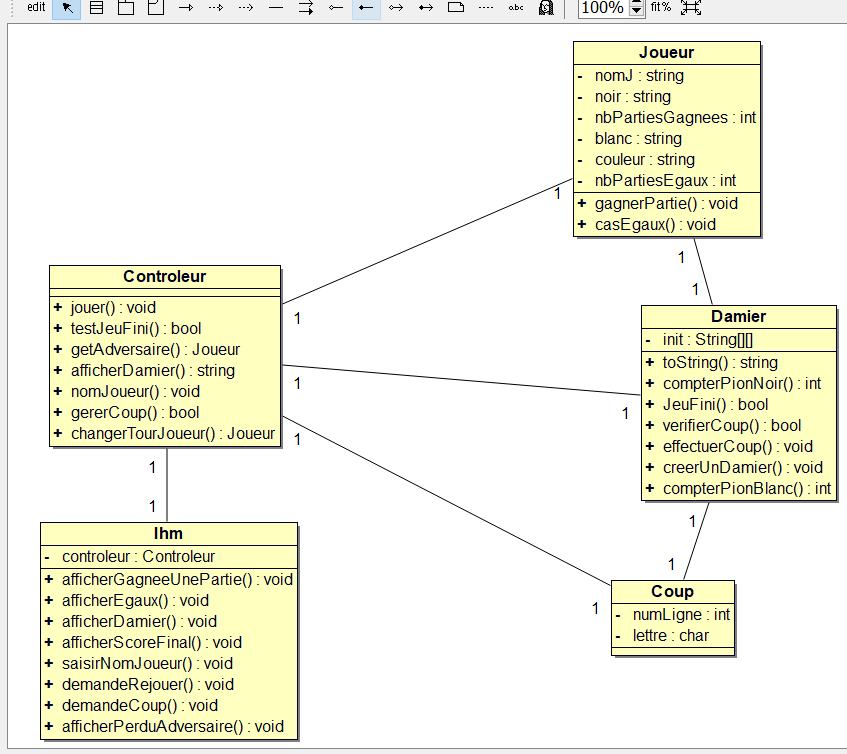 edit abc 100% fit%
Joueur
- nomJ : string
- noir : string
- nbPartiesGagnees : int
- blanc : string
- couleur : string
- nbPartiesEgaux : int
+ gagnerPartie() : void
+ casEgaux() : void
1
1
1
1
Controleur
+ jouer() : void
+ testJeuFini() : bool
+ getAdversaire() : Joueur
+ afficherDamier() : string
+ nomJoueur() : void
+ gererCoup() : bool
+ changerTourJoueur() : Joueur
Damier
- init : String[][]
+ toString() : string
+ compterPionNoir() : int
+ JeuFini() : bool
+ verifierCoup() : bool
+ effectuerCoup() : void
+ creerUnDamier() : void
+ compterPionBlanc() : int
1
1
1
1
1
1
1
1
Ihm
- controleur : Controleur
+ afficherGagneeUnePartie() : void
+ afficherEgaux() : void
+ afficherDamier() : void
+ afficherScoreFinal() : void
+ saisirNomJoueur() : void
+ demandeRejouer() : void
+ demandeCoup() : void
+ afficherPerduAdversaire() : void
Coup
- numLigne : int
- lettre : char